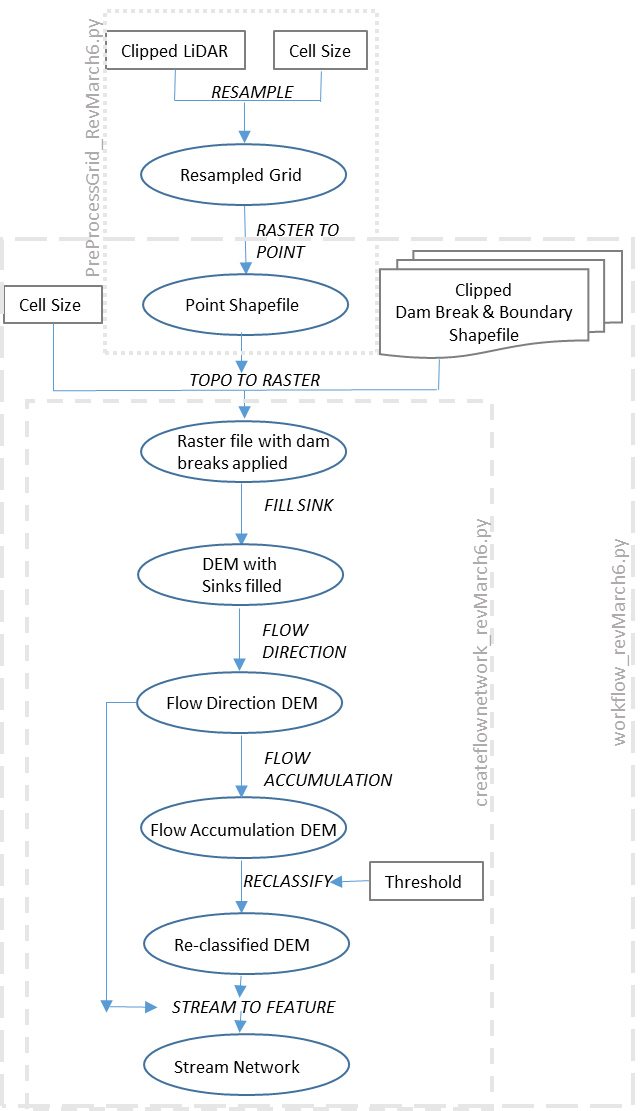 PreProcessGrid_RevMarch6.py
Clipped LiDAR
Cell Size
RESAMPLE
Resampled Grid
RASTER TO
POINT
Point Shapefile
Cell Size
Clipped
Dam Break & Boundary
Shapefile
TOPO TO RASTER
Raster file with dam
breaks applied
FILL SINK
DEM with
Sinks filled
FLOW
DIRECTION
Flow Direction DEM
FLOW
ACCUMULATION
Flow Accumulation DEM
RECLASSIFY
Threshold
Re-classified DEM
STREAM TO FEATURE
Stream Network
createflownetwork_revMarch6.py
workflow_revMarch6.py